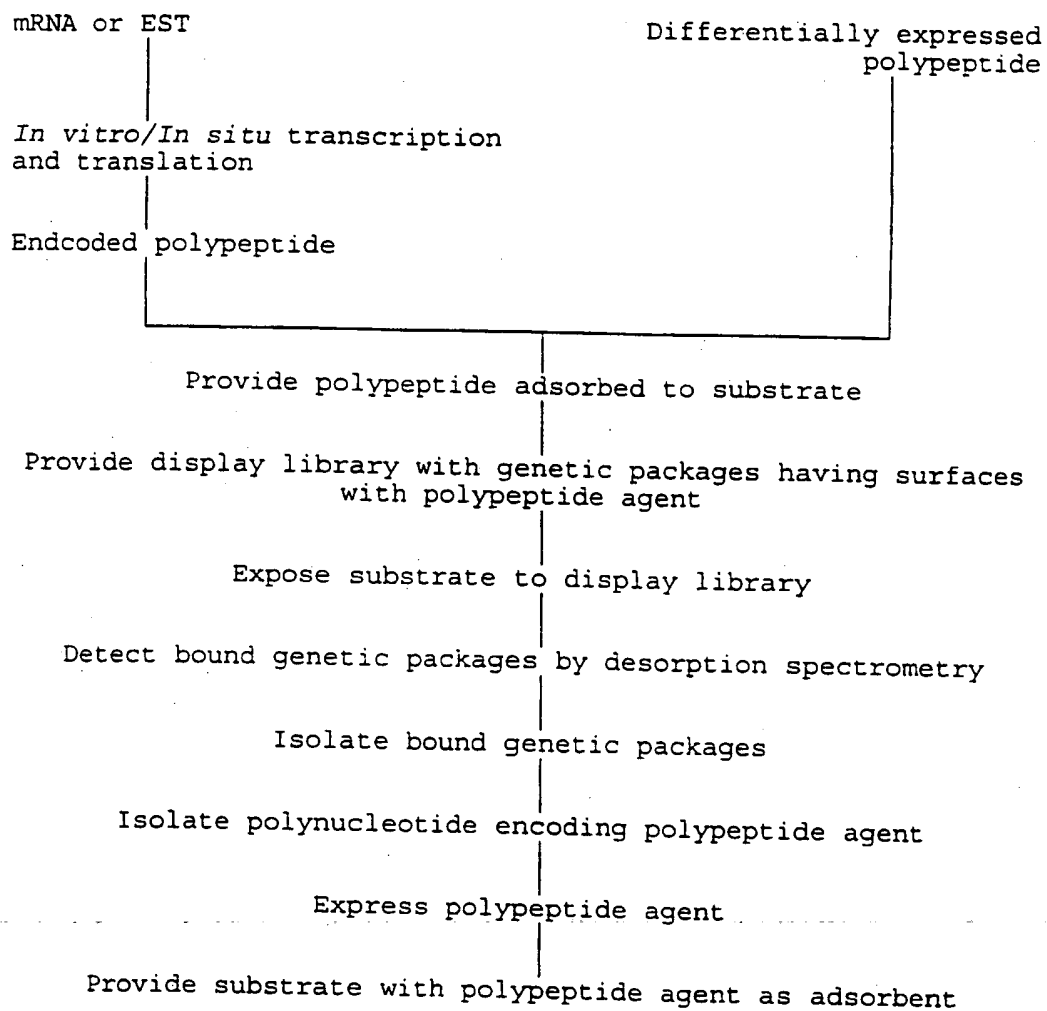 mRNA or EST
Differentially expressed
polypeptide
In vitro/In situ transcription
and translation
Endcoded polypeptide
Provide polypeptide adsorbed to substrate
Provide display library with genetic packages having surfaces
with polypeptide agent
Expose substrate to display library
Detect bound genetic packages by desorption spectrometry
Isolate bound genetic packages
Isolate polynucleotide encoding polypeptide agent
Express polypeptide agent
Provide substrate with polypeptide agent as adsorbent